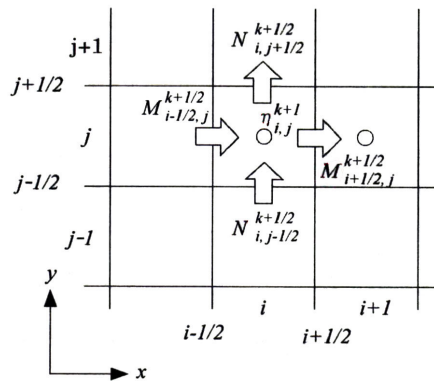 j+1
N^{k+1/2}_{i, j+1/2}
j+1/2
M^{k+1/2}_{i-1/2, j}
η^{k+1}_{i, j}
j
M^{k+1/2}_{i+1/2, j}
j-1/2
N^{k+1/2}_{i, j-1/2}
j-1
y
i
i+1
i-1/2
i+1/2
x